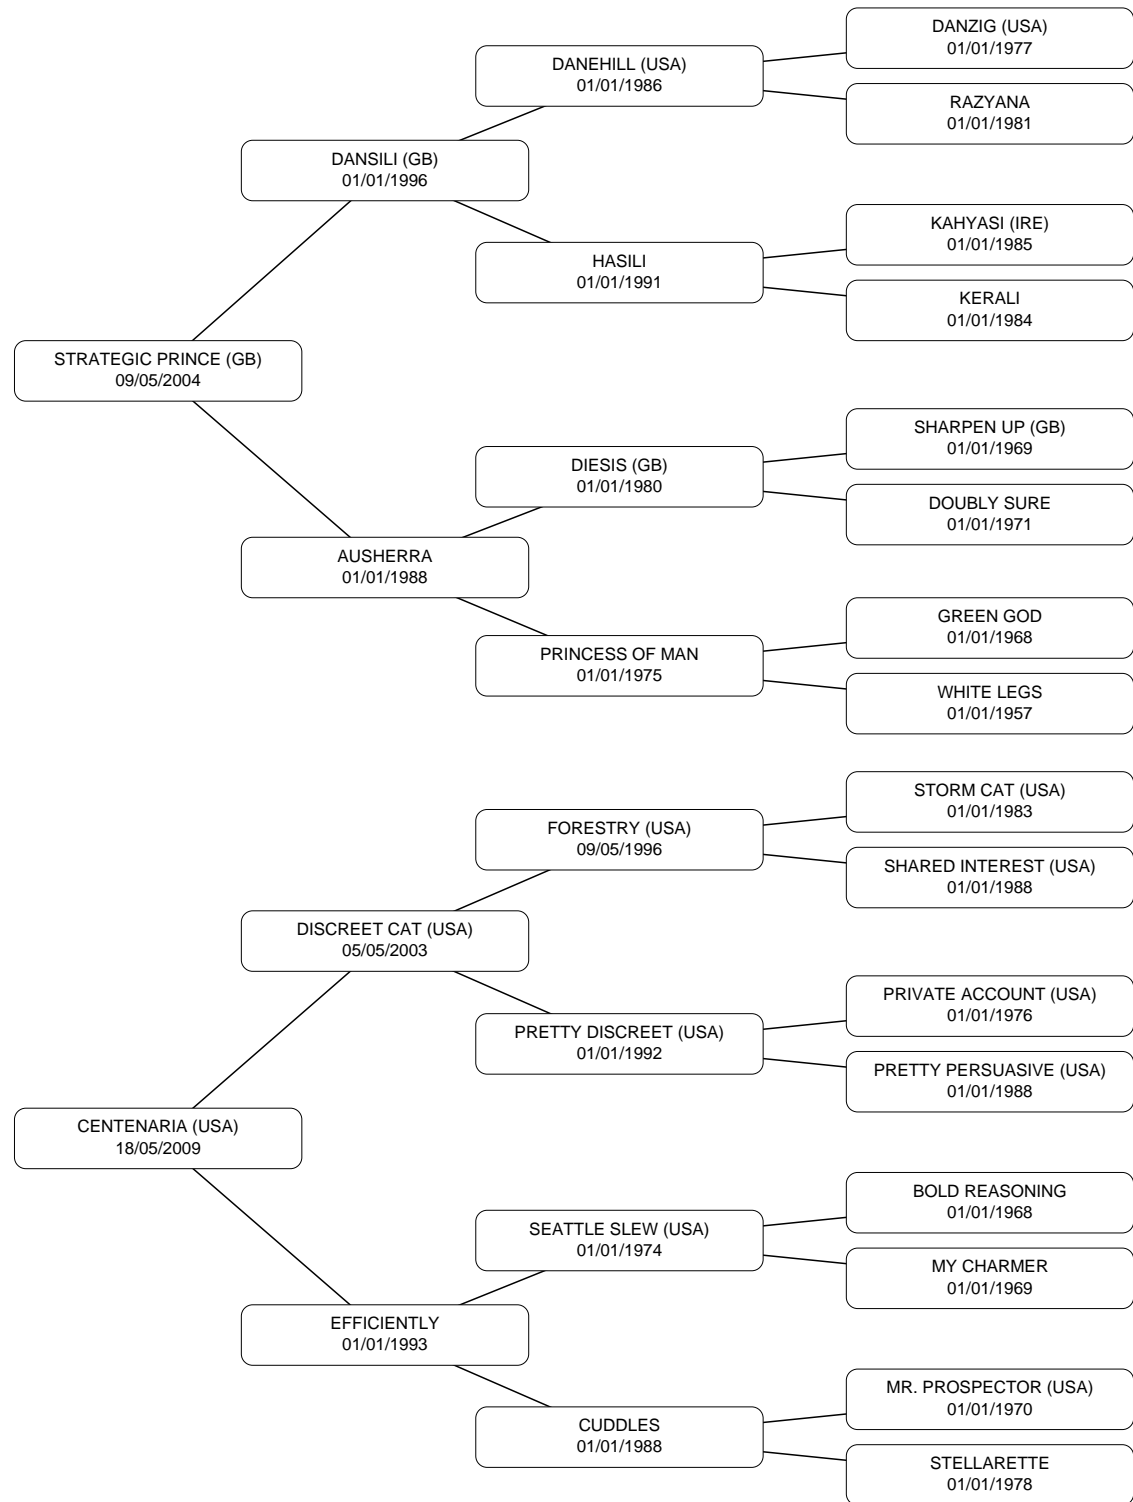 DANZIG (USA)
01/01/1977
DANEHILL (USA)
01/01/1986
RAZYANA
01/01/1981
DANSILI (GB)
01/01/1996
KAHYASI (IRE)
01/01/1985
HASILI
01/01/1991
KERALI
01/01/1984
STRATEGIC PRINCE (GB)
09/05/2004
SHARPEN UP (GB)
01/01/1969
DIESIS (GB)
01/01/1980
DOUBLY SURE
01/01/1971
AUSHERRA
01/01/1988
GREEN GOD
01/01/1968
PRINCESS OF MAN
01/01/1975
WHITE LEGS
01/01/1957
STORM CAT (USA)
01/01/1983
FORESTRY (USA)
09/05/1996
SHARED INTEREST (USA)
01/01/1988
DISCREET CAT (USA)
05/05/2003
PRIVATE ACCOUNT (USA)
01/01/1976
PRETTY DISCREET (USA)
01/01/1992
PRETTY PERSUASIVE (USA)
01/01/1988
CENTENARIA (USA)
18/05/2009
BOLD REASONING
01/01/1968
SEATTLE SLEW (USA)
01/01/1974
MY CHARMER
01/01/1969
EFFICIENTLY
01/01/1993
MR. PROSPECTOR (USA)
01/01/1970
CUDDLES
01/01/1988
STELLARETTE
01/01/1978